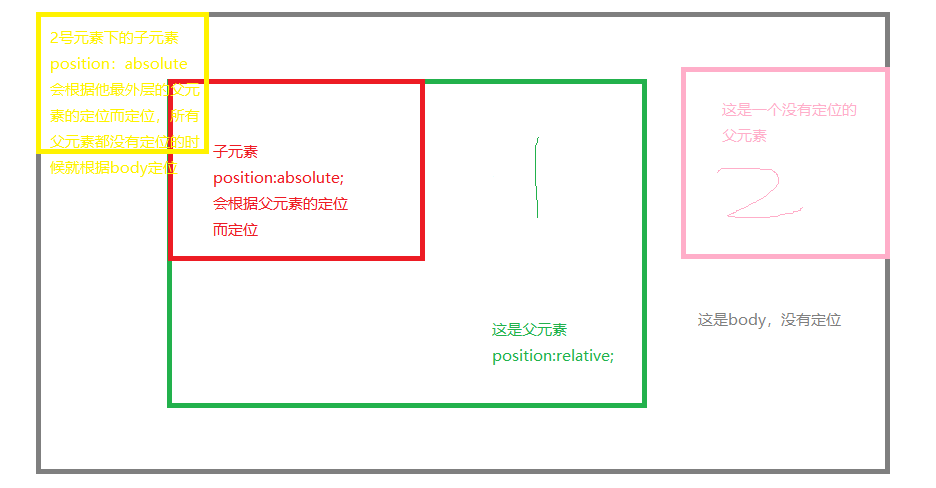 2号元素下的子元素
position：absolute
会根据他最外层的父元
素的定位而定位，所有
父元素都没有定位的时
候就根据body定位
子元素
position:absolute;
会根据父元素的定位
而定位
1
这是父元素
position:relative;
这是一个没有定位的
父元素
2
这是body，没有定位